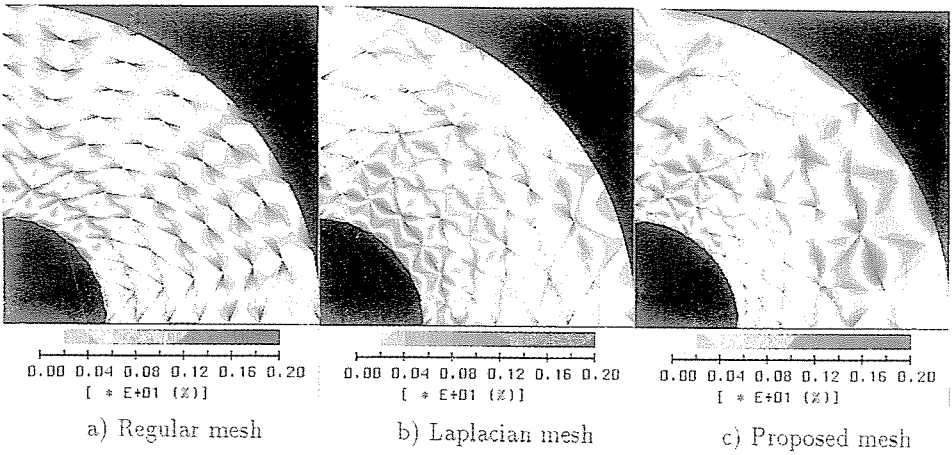 0.00 0.04 0.08 0.12 0.16 0.20
[ * E+01 (%)]
a) Regular mesh
0.00 0.04 0.08 0.12 0.16 0.20
[ * E+01 (%)]
b) Laplacian mesh
0.00 0.04 0.08 0.12 0.16 0.20
[ * E+01 (%)]
c) Proposed mesh